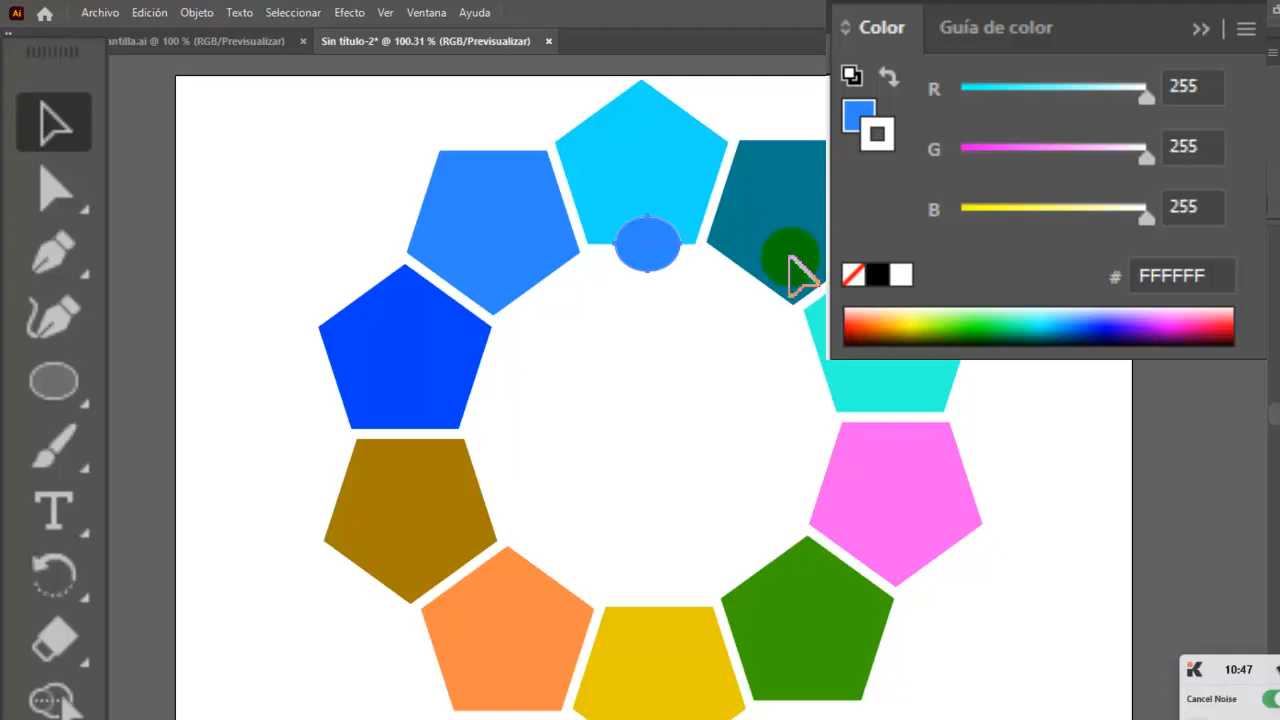 Ai Archivo Edición Objeto Texto Seleccionar Efecto Ver Ventana Ayuda
antilla.ai @ 100 % (RGB/Previsualizar) × Sin título-2* @ 100.31 % (RGB/Previsualizar) ×
Color Guía de color
R 255
G 255
B 255
# FFFFFF
10:47
Cancel Noise